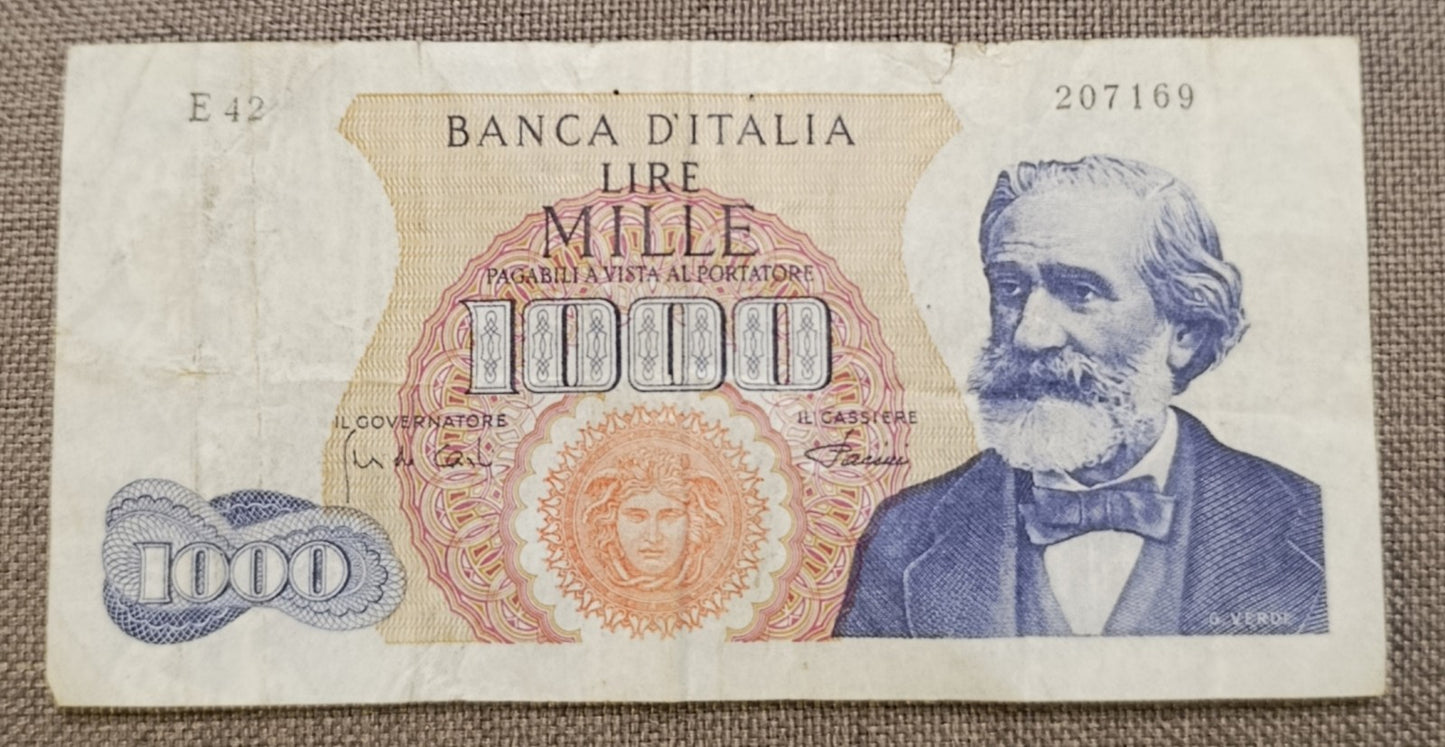 E 42
207169
BANCA D'ITALIA
LIRE
MILLE
PAGABILI A VISTA AL PORTATORE
1000
IL GOVERNATORE
IL CASSIERE
1000
G. VERDI